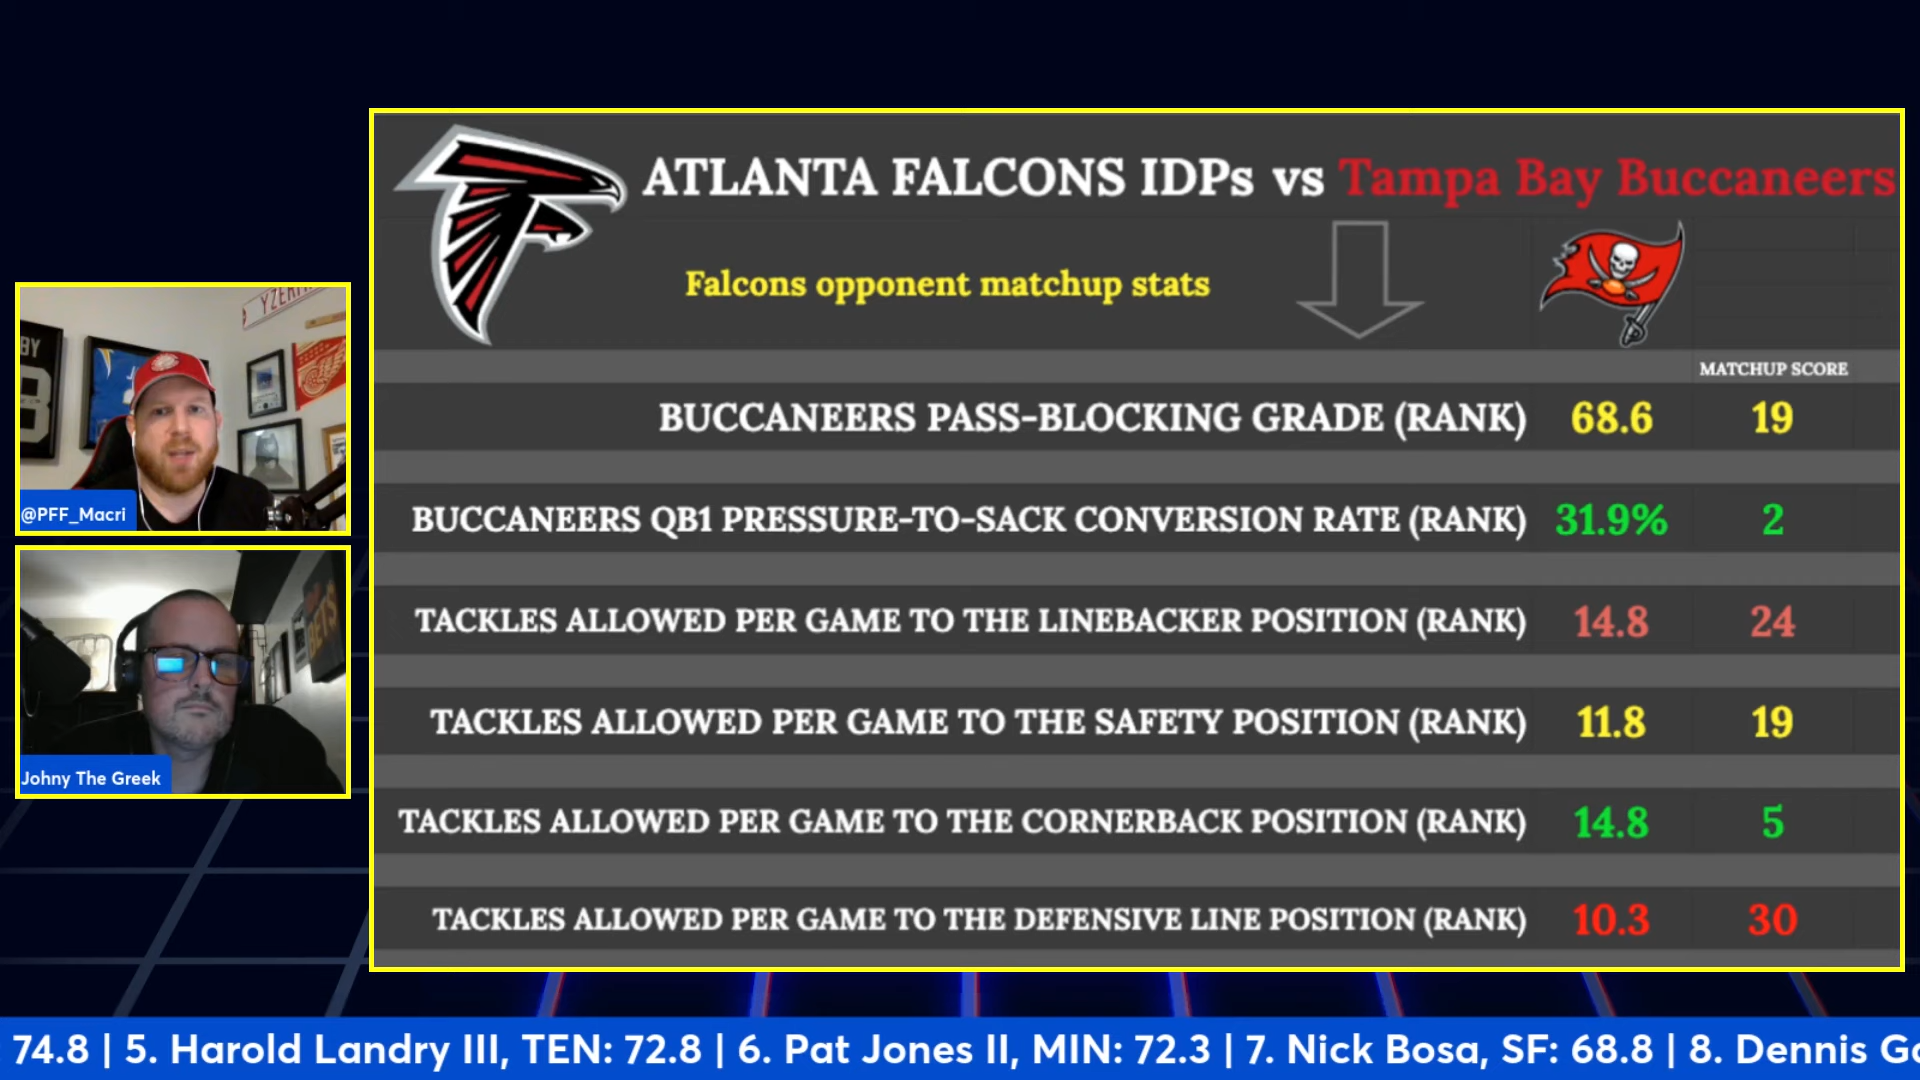 ATLANTA FALCONS IDPs vs Tampa Bay Buccaneers
Falcons opponent matchup stats
MATCHUP SCORE
BUCCANEERS PASS-BLOCKING GRADE (RANK) 68.6 19
BUCCANEERS QB1 PRESSURE-TO-SACK CONVERSION RATE (RANK) 31.9% 2
TACKLES ALLOWED PER GAME TO THE LINEBACKER POSITION (RANK) 14.8 24
TACKLES ALLOWED PER GAME TO THE SAFETY POSITION (RANK) 11.8 19
TACKLES ALLOWED PER GAME TO THE CORNERBACK POSITION (RANK) 14.8 5
TACKLES ALLOWED PER GAME TO THE DEFENSIVE LINE POSITION (RANK) 10.3 30
@PFF_Macri
Johny The Greek
BETS
74.8 | 5. Harold Landry III, TEN: 72.8 | 6. Pat Jones II, MIN: 72.3 | 7. Nick Bosa, SF: 68.8 | 8. Dennis